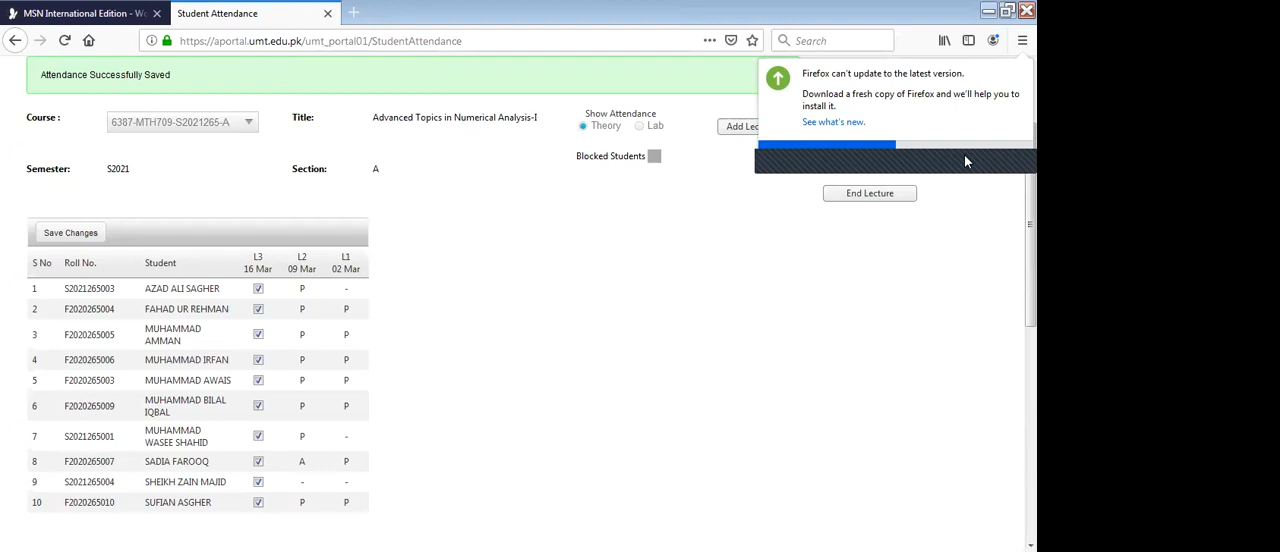 MSN International Edition - Wo
Student Attendance
https://aportal.umt.edu.pk/umt_portal01/StudentAttendance
Search
Attendance Successfully Saved
Firefox can't update to the latest version.
Download a fresh copy of Firefox and we'll help you to
install it.
See what's new.
Course :
6387-MTH709-S2021265-A
Title:
Advanced Topics in Numerical Analysis-I
Show Attendance
Theory
Lab
Add Lec
Blocked Students
Semester:
S2021
Section:
A
End Lecture
Save Changes
S No Roll No. Student L3 16 Mar L2 09 Mar L1 02 Mar
1 S2021265003 AZAD ALI SAGHER P -
2 F2020265004 FAHAD UR REHMAN P P
3 F2020265005 MUHAMMAD AMMAN P P
4 F2020265006 MUHAMMAD IRFAN P P
5 F2020265003 MUHAMMAD AWAIS P P
6 F2020265009 MUHAMMAD BILAL IQBAL P P
7 S2021265001 MUHAMMAD WASEE SHAHID P -
8 F2020265007 SADIA FAROOQ A P
9 S2021265004 SHEIKH ZAIN MAJID - -
10 F2020265010 SUFIAN ASGHER P P